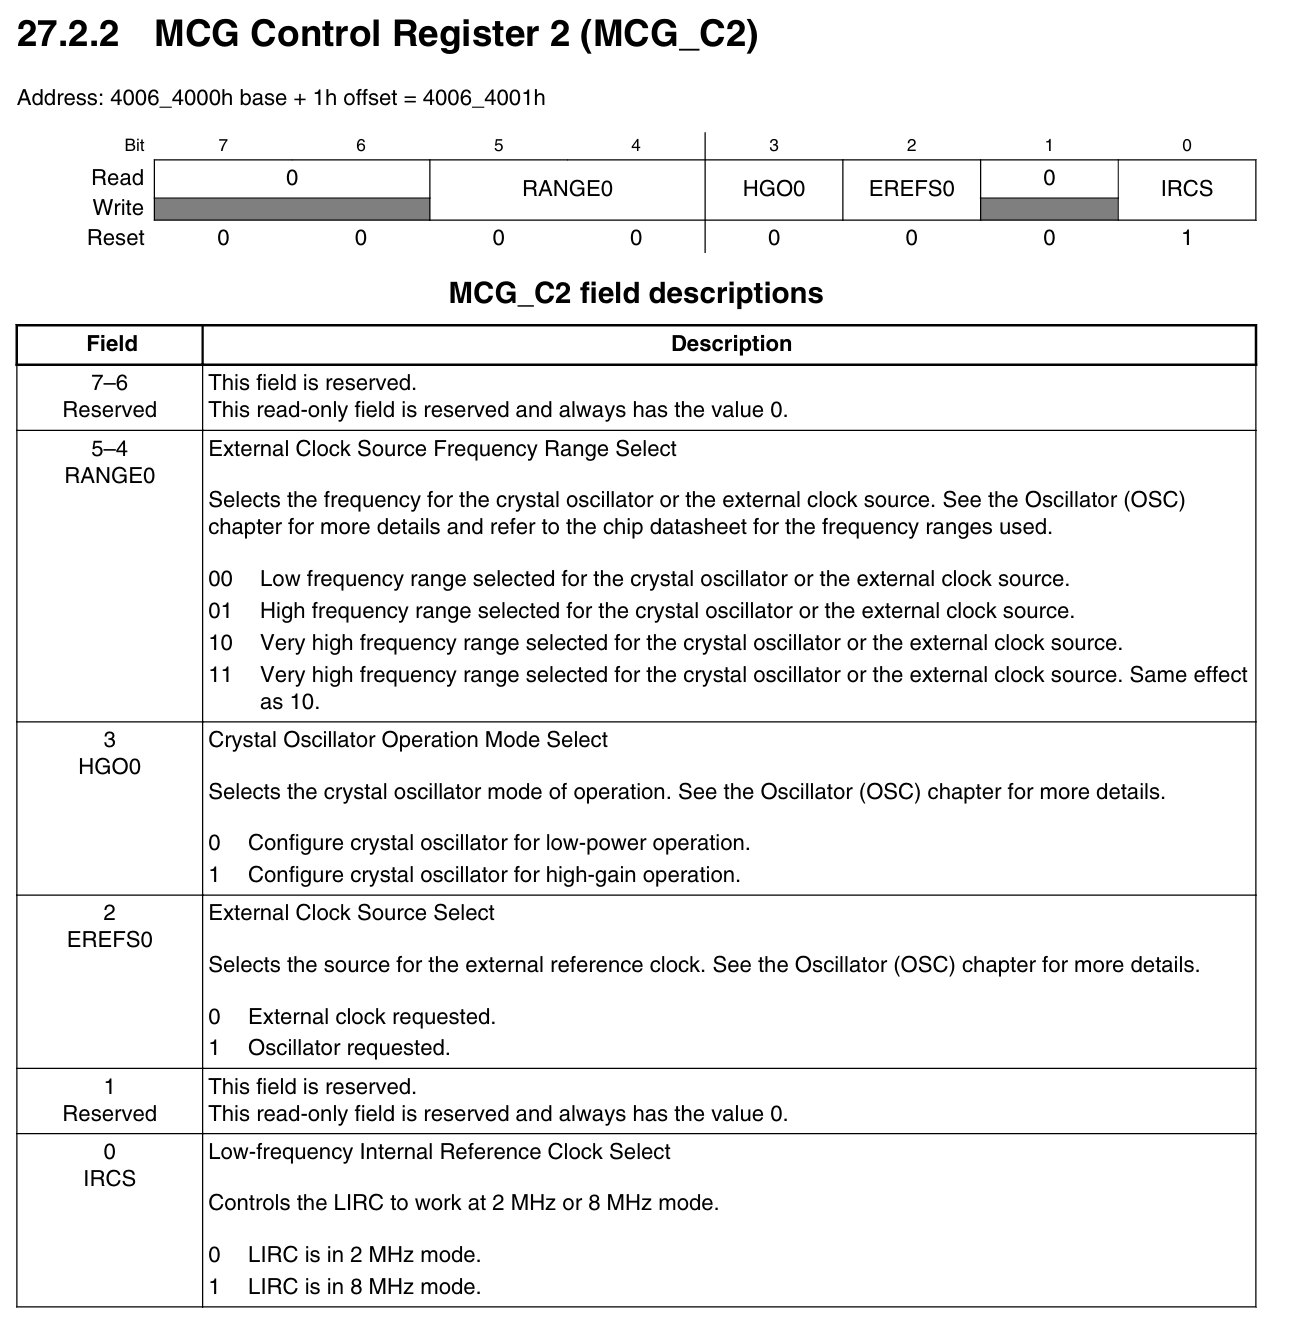 27.2.2 MCG Control Register 2 (MCG_C2)
Address: 4006_4000h base + 1h offset = 4006_4001h
Bit 7 6 5 4 3 2 1 0
Read 0 RANGE0 HGO0 EREFS0 0 IRCS
Write
Reset 0 0 0 0 0 0 0 1
MCG_C2 field descriptions
Field Description
7–6
Reserved
This field is reserved.
This read-only field is reserved and always has the value 0.
5–4
RANGE0
External Clock Source Frequency Range Select
Selects the frequency for the crystal oscillator or the external clock source. See the Oscillator (OSC)
chapter for more details and refer to the chip datasheet for the frequency ranges used.
00 Low frequency range selected for the crystal oscillator or the external clock source.
01 High frequency range selected for the crystal oscillator or the external clock source.
10 Very high frequency range selected for the crystal oscillator or the external clock source.
11 Very high frequency range selected for the crystal oscillator or the external clock source. Same effect
as 10.
3
HGO0
Crystal Oscillator Operation Mode Select
Selects the crystal oscillator mode of operation. See the Oscillator (OSC) chapter for more details.
0 Configure crystal oscillator for low-power operation.
1 Configure crystal oscillator for high-gain operation.
2
EREFS0
External Clock Source Select
Selects the source for the external reference clock. See the Oscillator (OSC) chapter for more details.
0 External clock requested.
1 Oscillator requested.
1
Reserved
This field is reserved.
This read-only field is reserved and always has the value 0.
0
IRCS
Low-frequency Internal Reference Clock Select
Controls the LIRC to work at 2 MHz or 8 MHz mode.
0 LIRC is in 2 MHz mode.
1 LIRC is in 8 MHz mode.